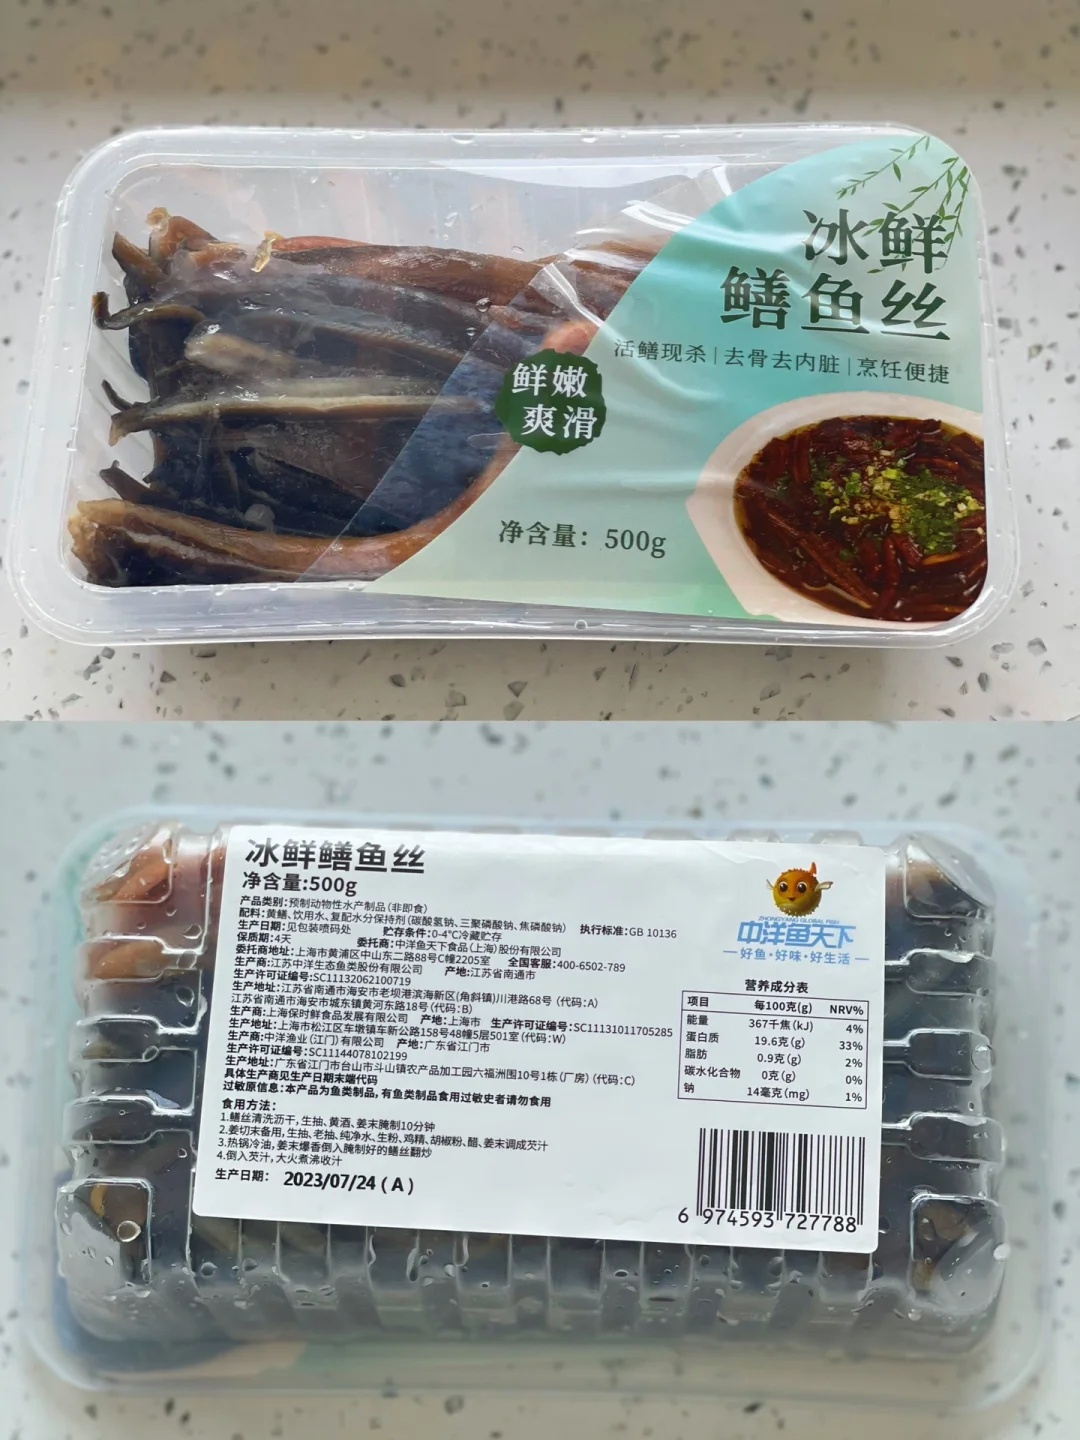 冰鲜
鳝鱼丝
活鳝现杀|去骨去内脏|烹饪便捷
鲜嫩
爽滑
净含量：500g
冰鲜鳝鱼丝
净含量:500g
产品类别:预制动物性水产制品(非即食)
配料:黄鳝、饮用水、复配水分保持剂(碳酸氢钠、三聚磷酸钠、焦磷酸钠) 执行标准:GB 10136
生产日期:见包装喷码处 贮存条件:0-4℃冷藏贮存
保质期:4天 委托商:中洋鱼天下食品(上海)股份有限公司
委托商地址:上海市黄浦区中山东二路88号C幢2205室 全国客服:400-6502-789
生产商:江苏中洋生态鱼类股份有限公司 产地:江苏省南通市
生产许可证编号:SC11132062100719
生产地址:江苏省南通市海安市老坝港滨海新区(角斜镇)川港路68号 (代码:A)
江苏省南通市海安市城东镇黄河东路18号(代码:B)
生产商:上海保时鲜食品发展有限公司 产地:上海市 生产许可证编号:SC11131011705285
生产地址:上海市松江区车墩镇车新公路158号48幢5层501室(代码:W)
生产商:中洋渔业(江门)有限公司 产地:广东省江门市
生产许可证编号:SC11144078102199
生产地址:广东省江门市台山市斗山镇农产品加工园六福洲围10号1栋(厂房)(代码:C)
具体生产商见生产日期末端代码
过敏原信息:本产品为鱼类制品,有鱼类制品食用过敏史者请勿食用
食用方法:
1.鳝丝清洗沥干,生抽、黄酒、姜末腌制10分钟
2.姜切末备用,生抽、老抽、纯净水、生粉、鸡精、胡椒粉、醋、姜末调成芡汁
3.热锅冷油,姜末爆香倒入腌制好的鳝丝翻炒
4.倒入芡汁,大火煮沸收汁
生产日期: 2023/07/24 ( A )
ZHONGYANG GLOBAL FISH
中洋鱼天下
好鱼·好味·好生活
营养成分表
项目 每100克(g) NRV%
能量 367千焦(kJ) 4%
蛋白质 19.6克(g) 33%
脂肪 0.9克(g) 2%
碳水化合物 0克(g) 0%
钠 14毫克(mg) 1%
6 974593 727788